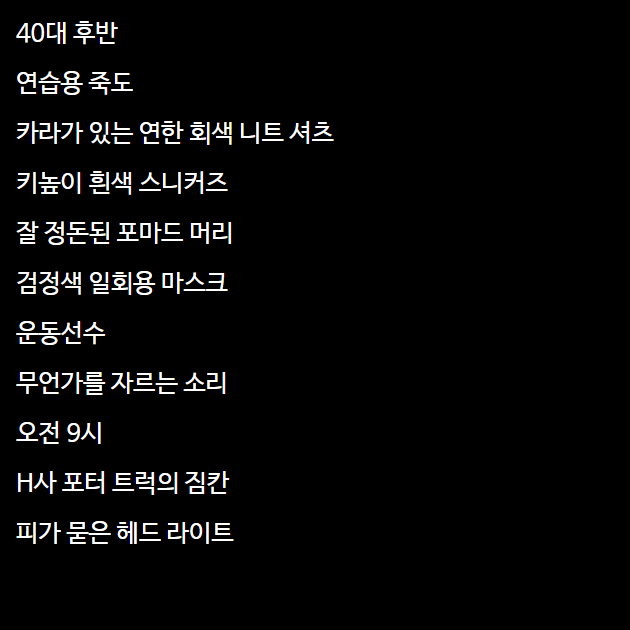 40대 후반
연습용 죽도
카라가 있는 연한 회색 니트 셔츠
키높이 흰색 스니커즈
잘 정돈된 포마드 머리
검정색 일회용 마스크
운동선수
무언가를 자르는 소리
오전 9시
H사 포터 트럭의 짐칸
피가 묻은 헤드 라이트